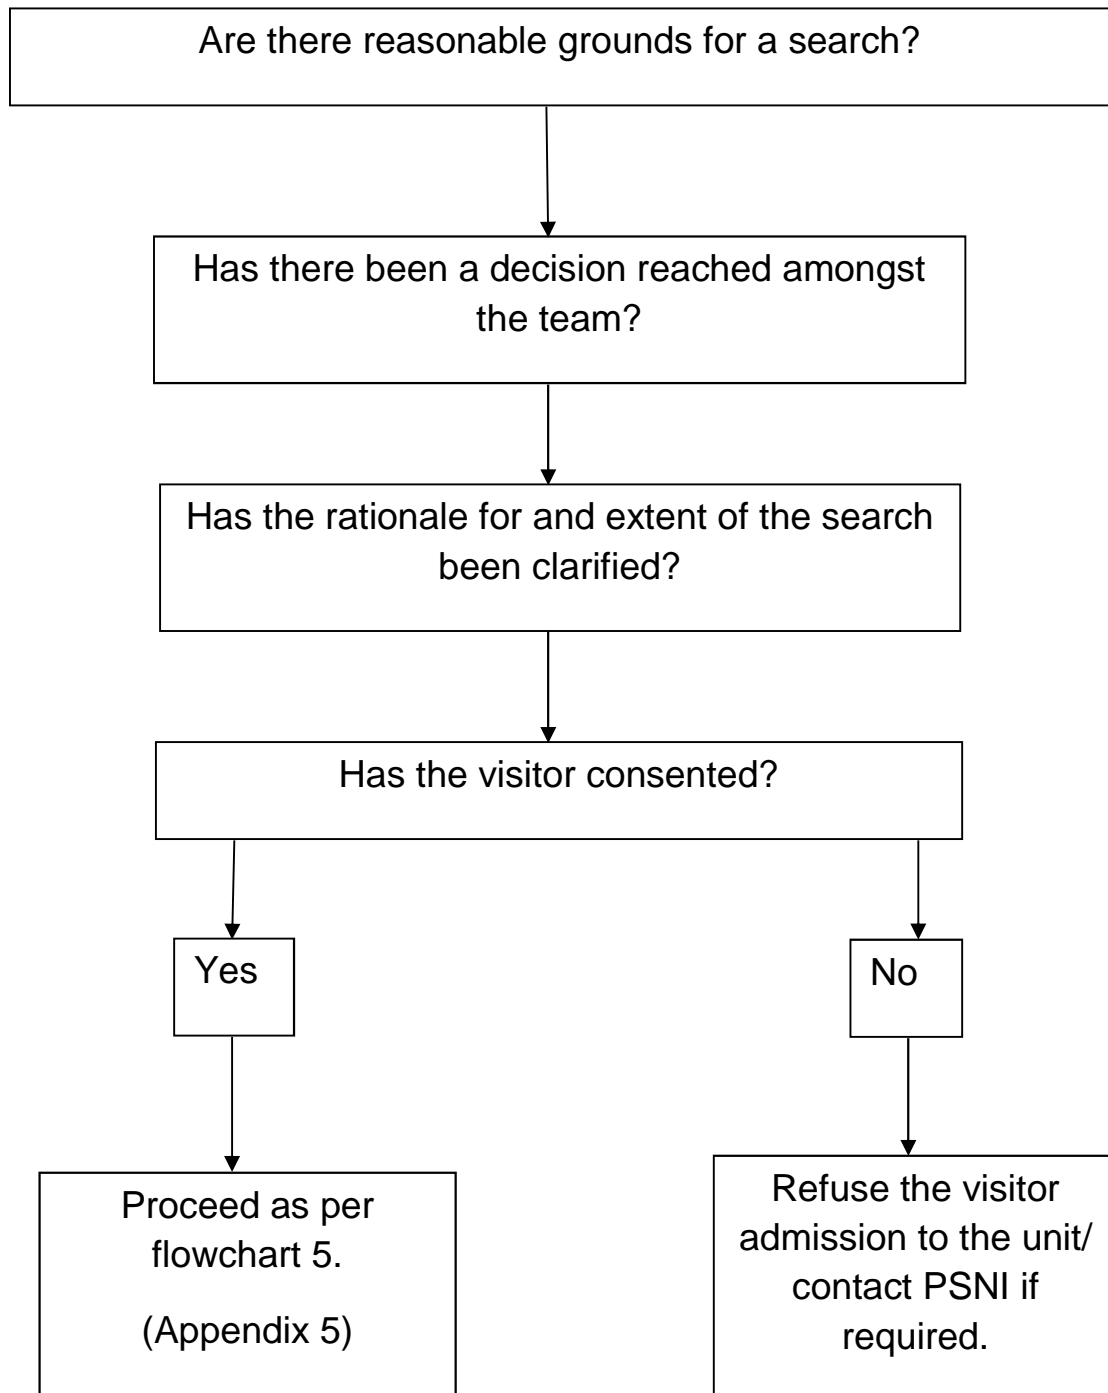 Are there reasonable grounds for a search?
Has there been a decision reached amongst
the team?
Has the rationale for and extent of the search
been clarified?
Has the visitor consented?
Yes
No
Proceed as per
flowchart 5.
(Appendix 5)
Refuse the visitor
admission to the unit/
contact PSNI if
required.